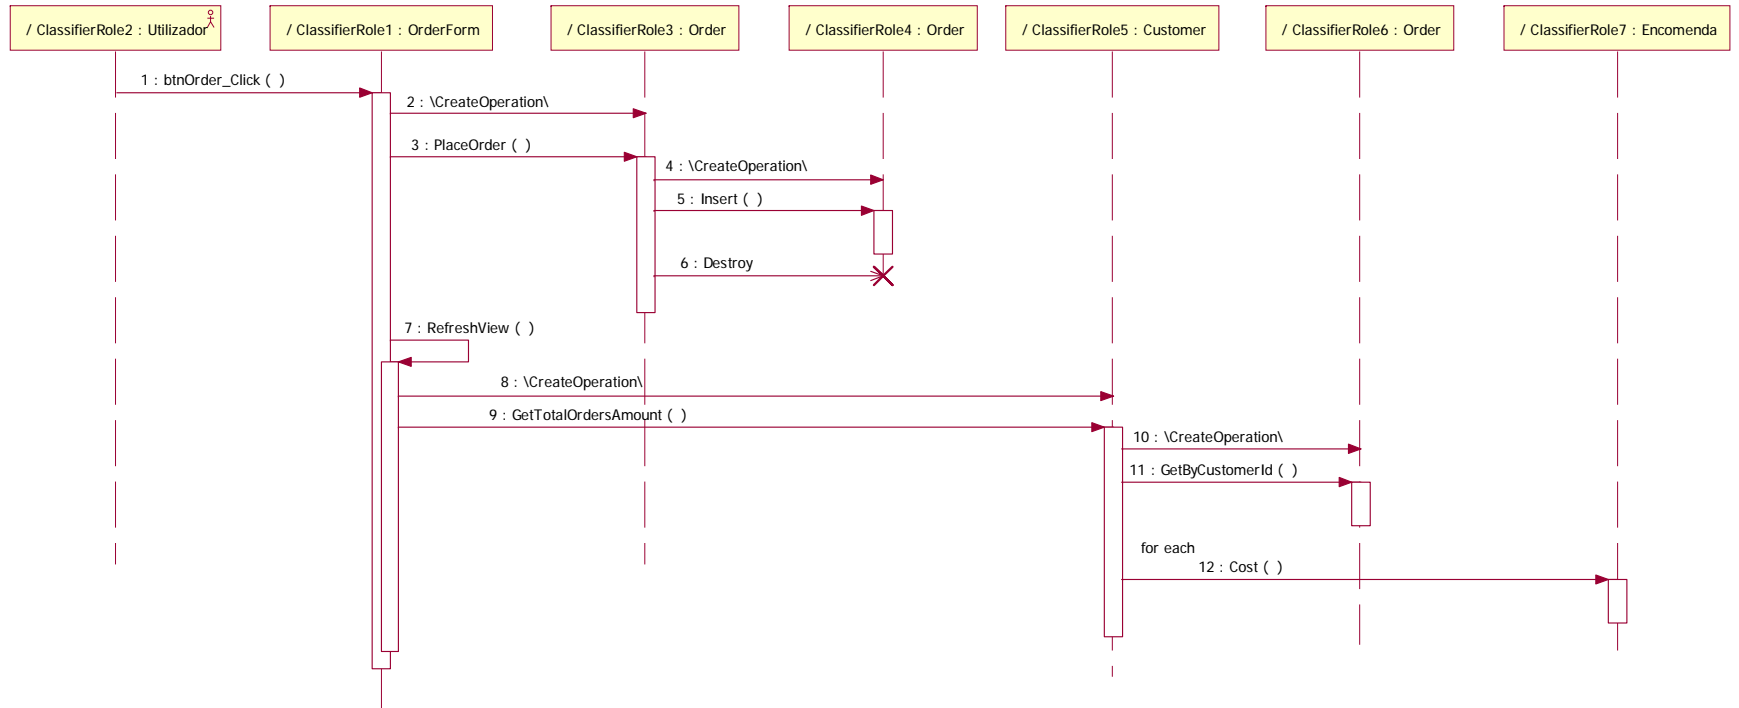 / ClassifierRole2 : Utilizador
/ ClassifierRole1 : OrderForm
/ ClassifierRole3 : Order
/ ClassifierRole4 : Order
/ ClassifierRole5 : Customer
/ ClassifierRole6 : Order
/ ClassifierRole7 : Encomenda
1 : btnOrder_Click ( )
2 : \CreateOperation\
3 : PlaceOrder ( )
4 : \CreateOperation\
5 : Insert ( )
6 : Destroy
7 : RefreshView ( )
8 : \CreateOperation\
9 : GetTotalOrdersAmount ( )
10 : \CreateOperation\
11 : GetByCustomerId ( )
for each
12 : Cost ( )